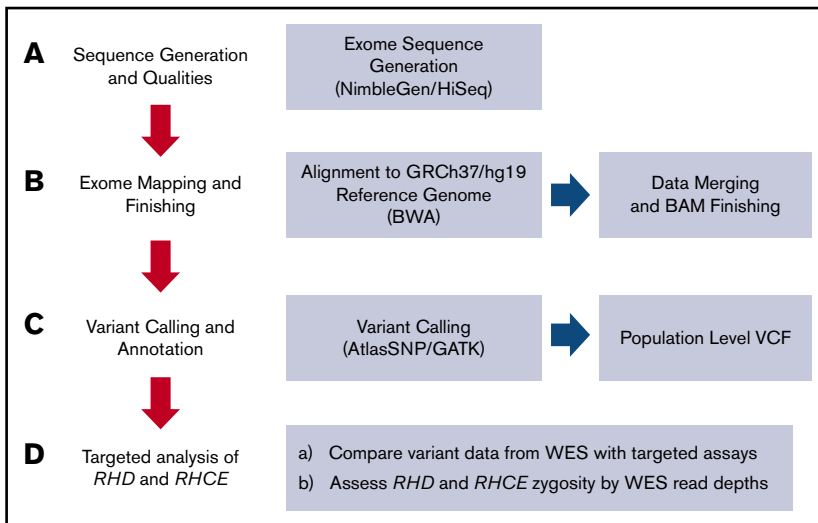 A
Sequence Generation
and Qualities
Exome Sequence
Generation
(NimbleGen/HiSeq)
B
Exome Mapping and
Finishing
Alignment to GRCh37/hg19
Reference Genome
(BWA)
Data Merging
and BAM Finishing
C
Variant Calling and
Annotation
Variant Calling
(AtlasSNP/GATK)
Population Level VCF
D
Targeted analysis of
RHD and RHCE
a) Compare variant data from WES with targeted assays
b) Assess RHD and RHCE zygosity by WES read depths